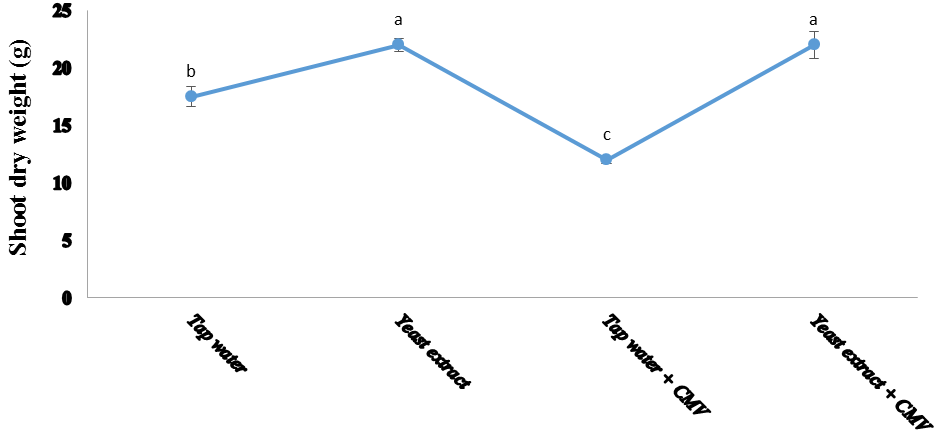 Shoot dry weight (g)
25
20
15
10
5
0
b
a
c
a
Tap water
Yeast extract
Tap water + CMV
Yeast extract + CMV